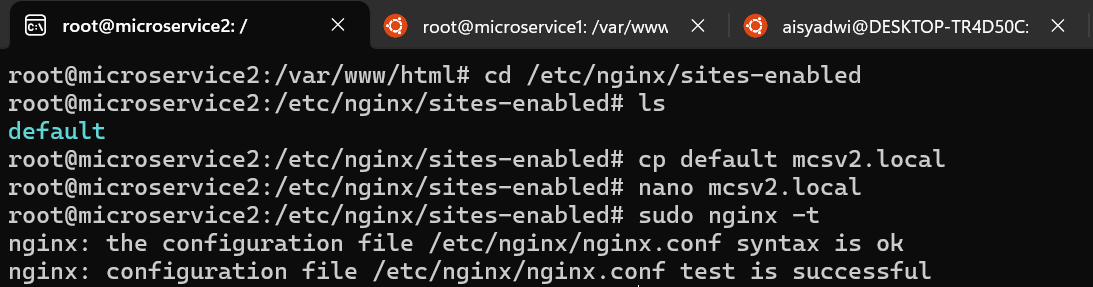 root@microservice2: /
root@microservice1: /var/www
aisyadwi@DESKTOP-TR4D50C:
root@microservice2:/var/www/html# cd /etc/nginx/sites-enabled
root@microservice2:/etc/nginx/sites-enabled# ls
default
root@microservice2:/etc/nginx/sites-enabled# cp default mcsv2.local
root@microservice2:/etc/nginx/sites-enabled# nano mcsv2.local
root@microservice2:/etc/nginx/sites-enabled# sudo nginx -t
nginx: the configuration file /etc/nginx/nginx.conf syntax is ok
nginx: configuration file /etc/nginx/nginx.conf test is successful